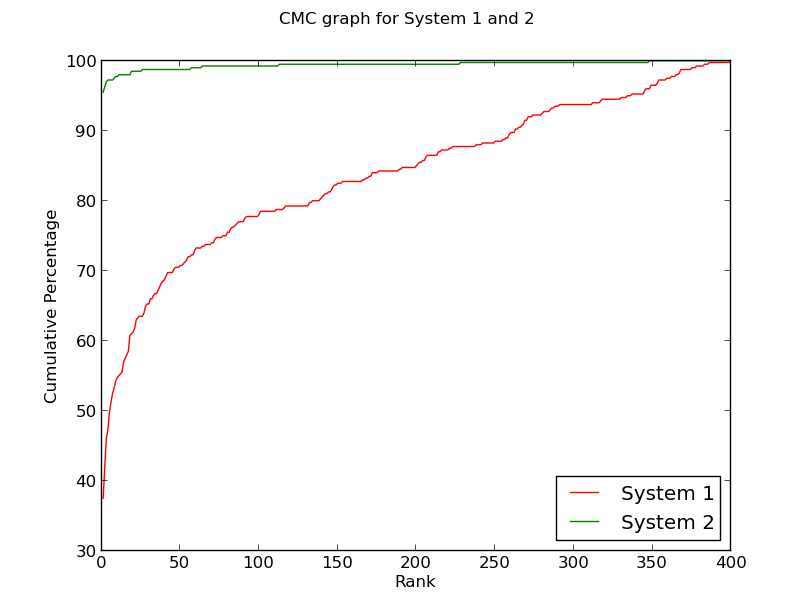 CMC graph for System 1 and 2
100
90
80
70
60
50
40
30
Cumulative Percentage
0 50 100 150 200 250 300 350 400
Rank
System 1
System 2